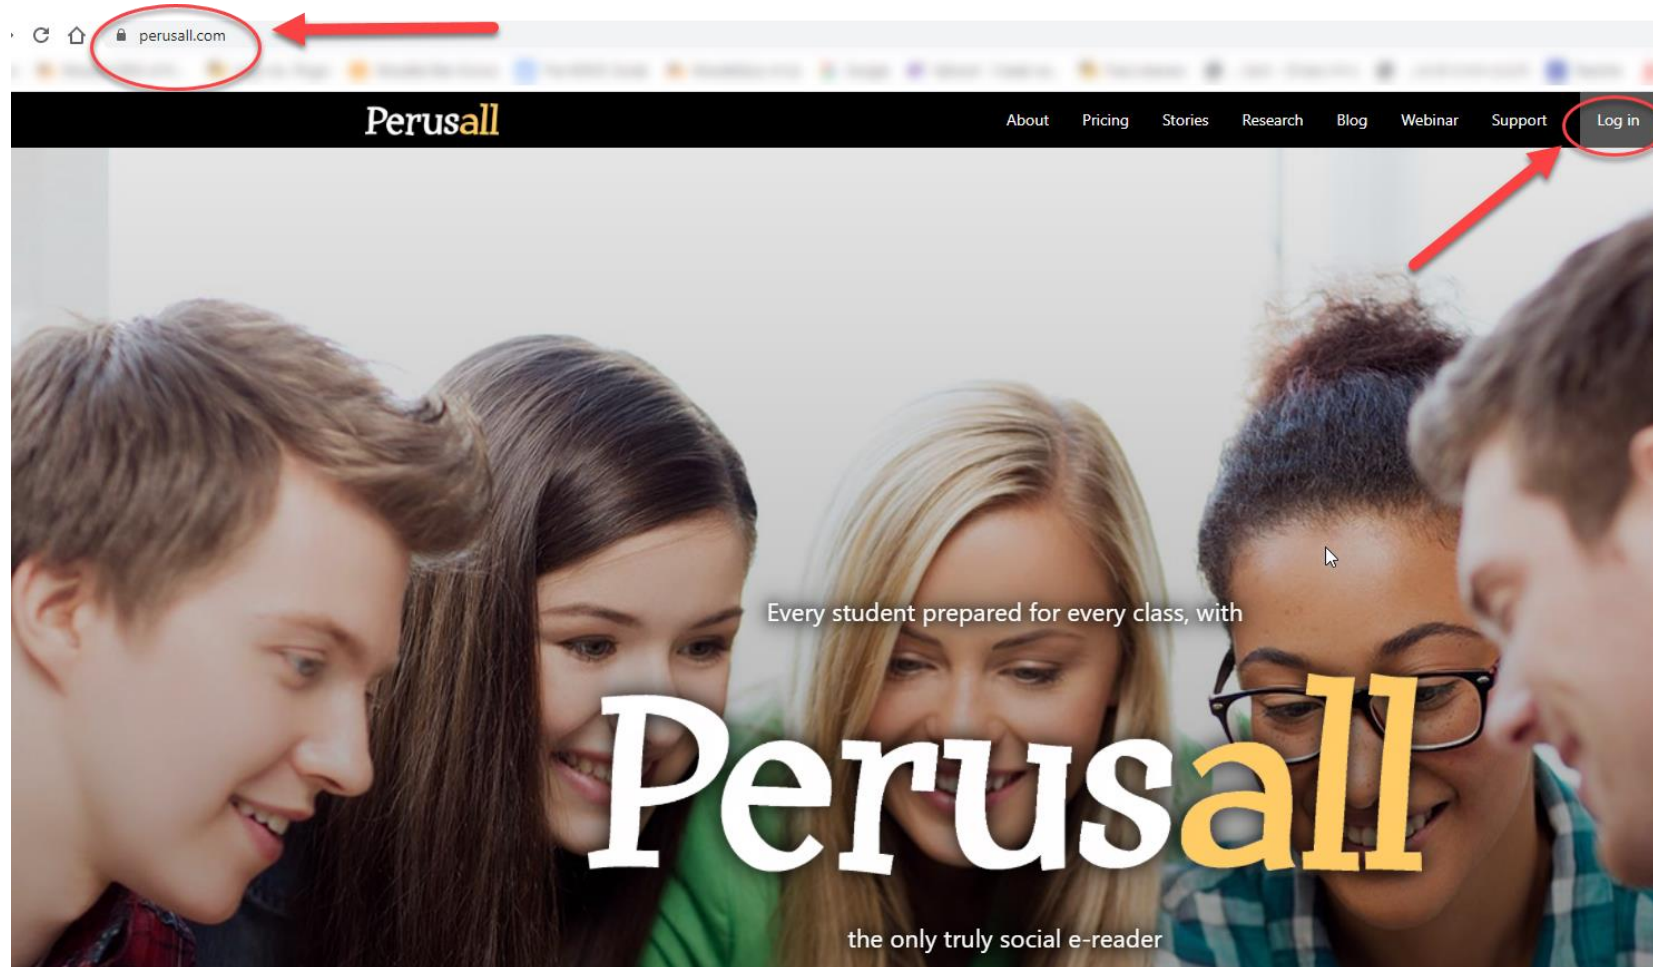 perusall.com
Perusall
About Pricing Stories Research Blog Webinar Support Log in
Every student prepared for every class, with
Perusall
the only truly social e-reader